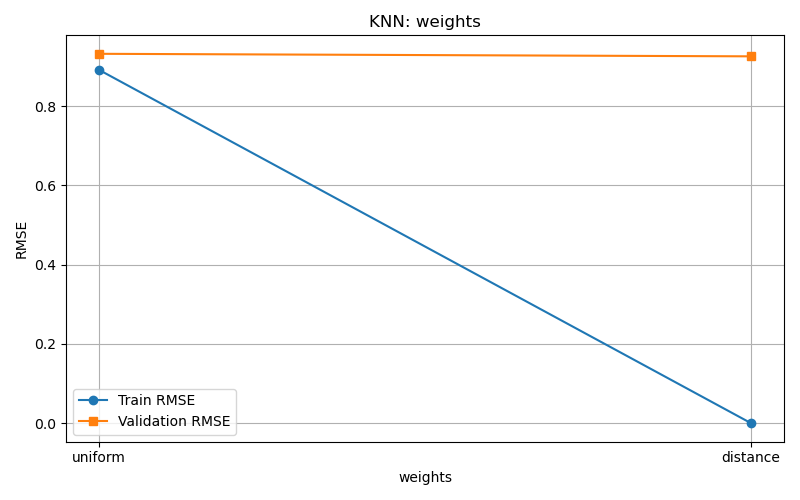 KNN: weights
RMSE
0.8
0.6
0.4
0.2
0.0
Train RMSE
Validation RMSE
uniform
distance
weights